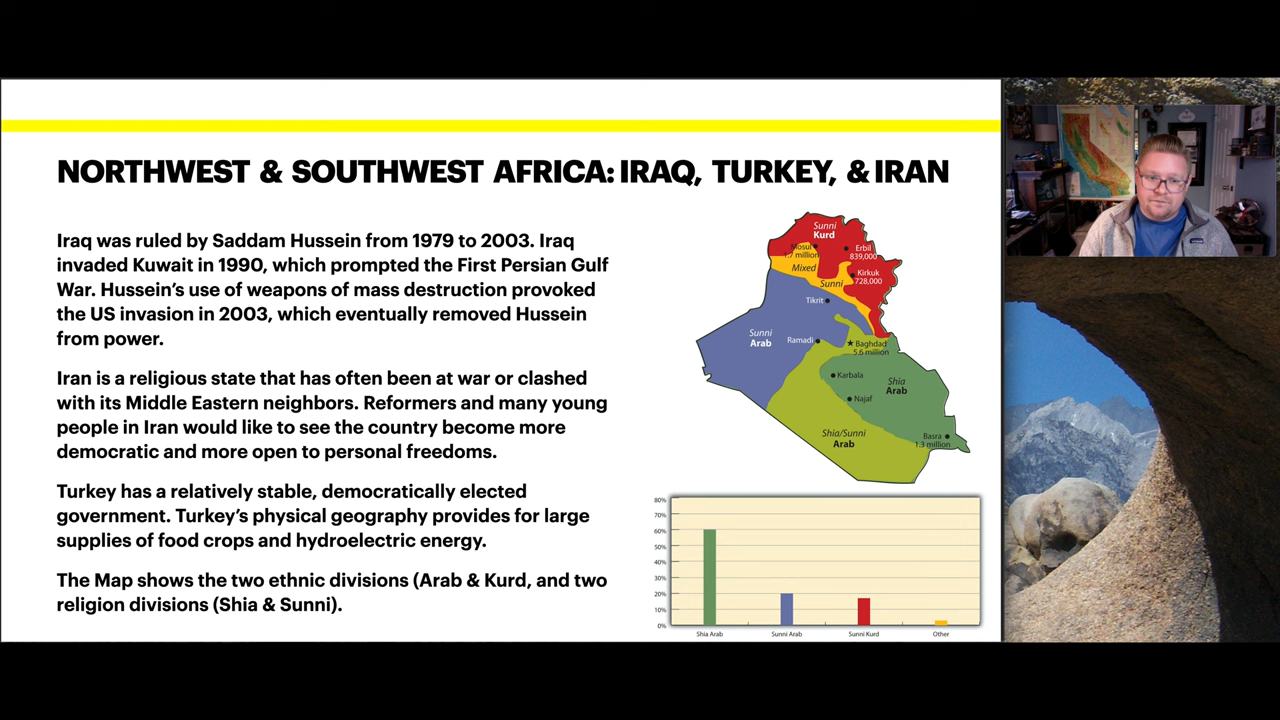 NORTHWEST & SOUTHWEST AFRICA: IRAQ, TURKEY, & IRAN
Iraq was ruled by Saddam Hussein from 1979 to 2003. Iraq
invaded Kuwait in 1990, which prompted the First Persian Gulf
War. Hussein's use of weapons of mass destruction provoked
the US invasion in 2003, which eventually removed Hussein
from power.
Iran is a religious state that has often been at war or clashed
with its Middle Eastern neighbors. Reformers and many young
people in Iran would like to see the country become more
democratic and more open to personal freedoms.
Turkey has a relatively stable, democratically elected
government. Turkey's physical geography provides for large
supplies of food crops and hydroelectric energy.
The Map shows the two ethnic divisions (Arab & Kurd, and two
religion divisions (Shia & Sunni).
Sunni
Kurd
Mosul
1.7 million
Erbil
839,000
Mixed
Kirkuk
728,000
Sunni
Tikrit
Sunni
Arab
Ramadi
Baghdad
5.6 million
Karbala
Shia
Arab
Najaf
Shia/Sunni
Arab
Basra
1.3 million
80%
70%
60%
50%
40%
30%
20%
10%
0%
Shia Arab
Sunni Arab
Sunni Kurd
Other